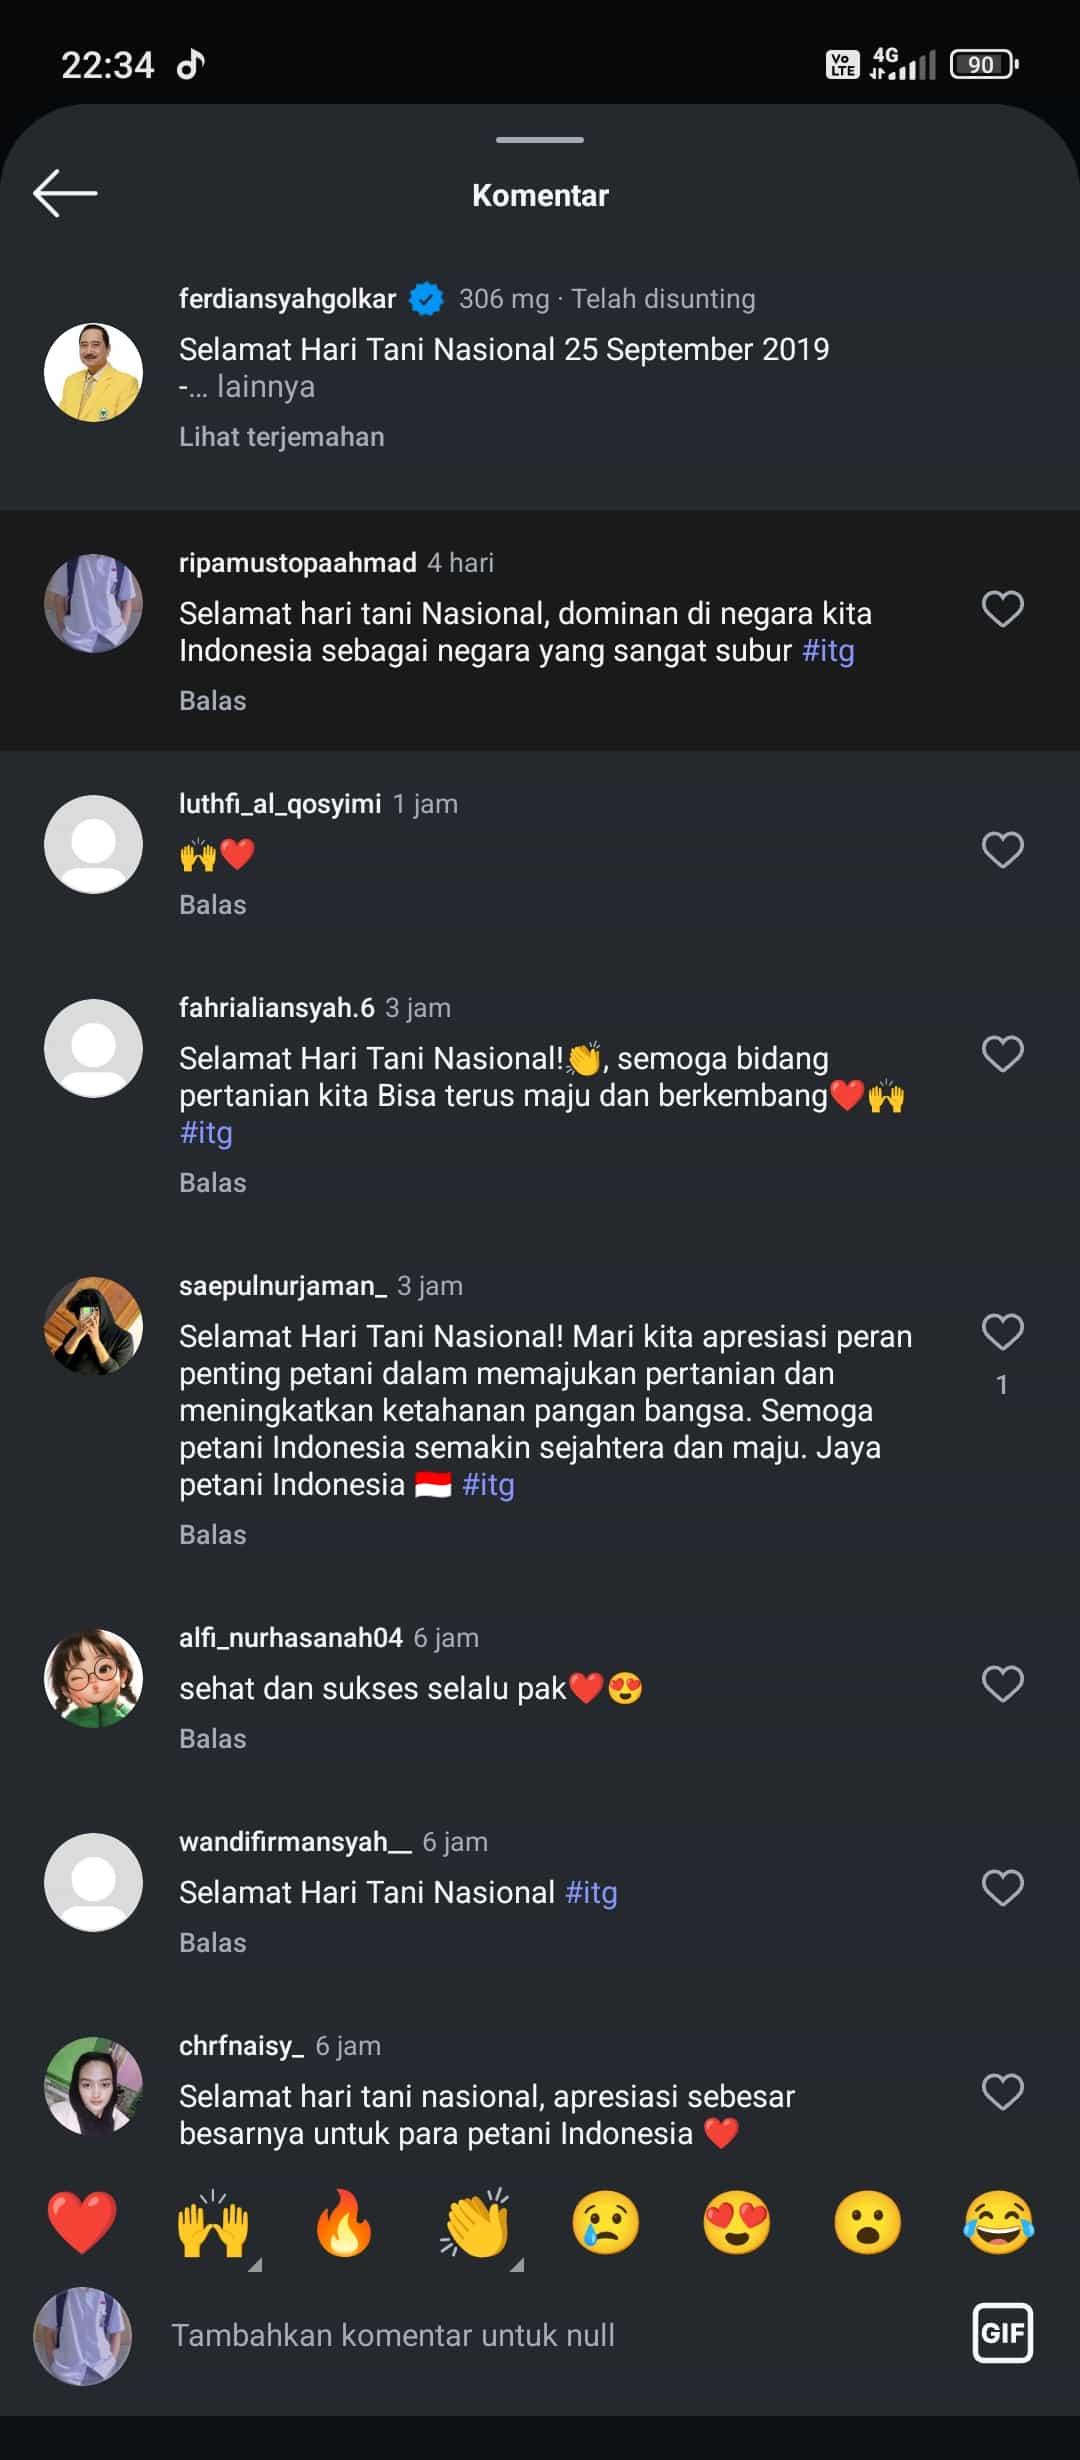 22:34
Vo LTE 4G 90
Komentar
ferdiansyahgolkar 306 mg · Telah disunting
Selamat Hari Tani Nasional 25 September 2019
-... lainnya
Lihat terjemahan
ripamustopaahmad 4 hari
Selamat hari tani Nasional, dominan di negara kita
Indonesia sebagai negara yang sangat subur #itg
Balas
luthfi_al_qosyimi 1 jam
🙌❤️
Balas
fahrialiansyah.6 3 jam
Selamat Hari Tani Nasional!👏, semoga bidang
pertanian kita Bisa terus maju dan berkembang❤️🙌
#itg
Balas
saepulnurjaman_ 3 jam
Selamat Hari Tani Nasional! Mari kita apresiasi peran
penting petani dalam memajukan pertanian dan
meningkatkan ketahanan pangan bangsa. Semoga
petani Indonesia semakin sejahtera dan maju. Jaya
petani Indonesia 🇮🇩 #itg
1
Balas
alfi_nurhasanah04 6 jam
sehat dan sukses selalu pak❤️😍
Balas
wandifirmansyah__ 6 jam
Selamat Hari Tani Nasional #itg
Balas
chrfnaisy_ 6 jam
Selamat hari tani nasional, apresiasi sebesar
besarnya untuk para petani Indonesia ❤️
❤️🙌🔥👏😢😍😮😂
Tambahkan komentar untuk null
GIF